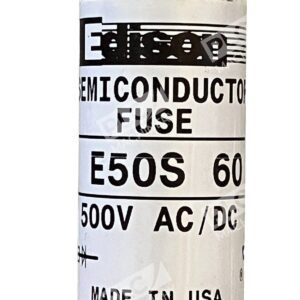 Edison
SEMICONDUCTOR
FUSE
E50S 60
500V AC/DC
MADE IN USA